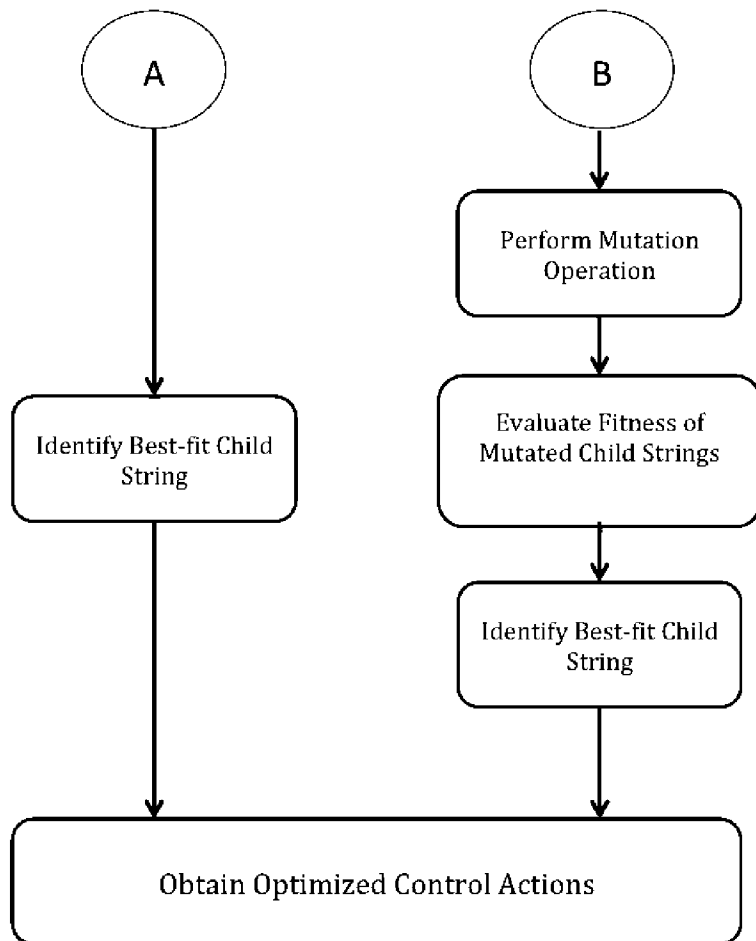 A
B
Perform Mutation
Operation
Identify Best-fit Child
String
Evaluate Fitness of
Mutated Child Strings
Identify Best-fit Child
String
Obtain Optimized Control Actions